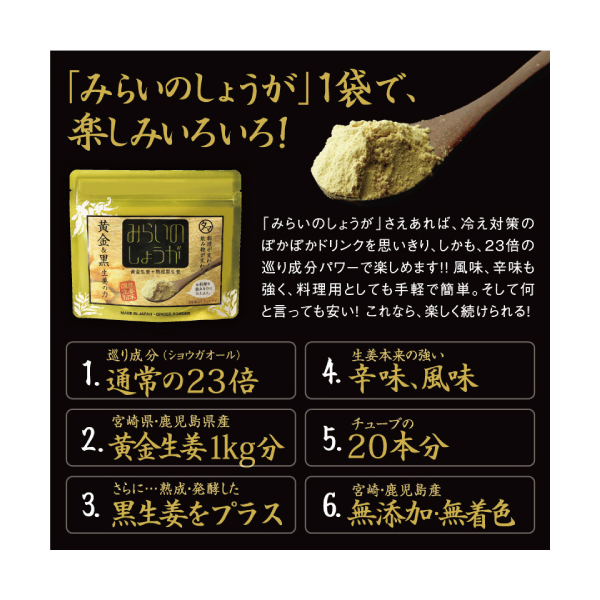 「みらいのしょうが」1袋で、
楽しみいろいろ!
みらいの
しょうが
黄金&黒
生姜の力
黄金生姜+熟成黒生姜
MADE IN JAPAN・GINGER POWDER
「みらいのしょうが」さえあれば、冷え対策の
ぽかぽかドリンクを思いきり、しかも、23倍の
巡り成分パワーで楽しめます!! 風味、辛味も
強く、料理用としても手軽で簡単。そして何
と言っても安い! これなら、楽しく続けられる!
1.
巡り成分(ショウガオール)
通常の23倍
2.
宮崎県・鹿児島県産
黄金生姜1kg分
3.
さらに…熟成・発酵した
黒生姜をプラス
4.
生姜本来の強い
辛味、風味
5.
チューブの
20本分
6.
宮崎・鹿児島産
無添加・無着色